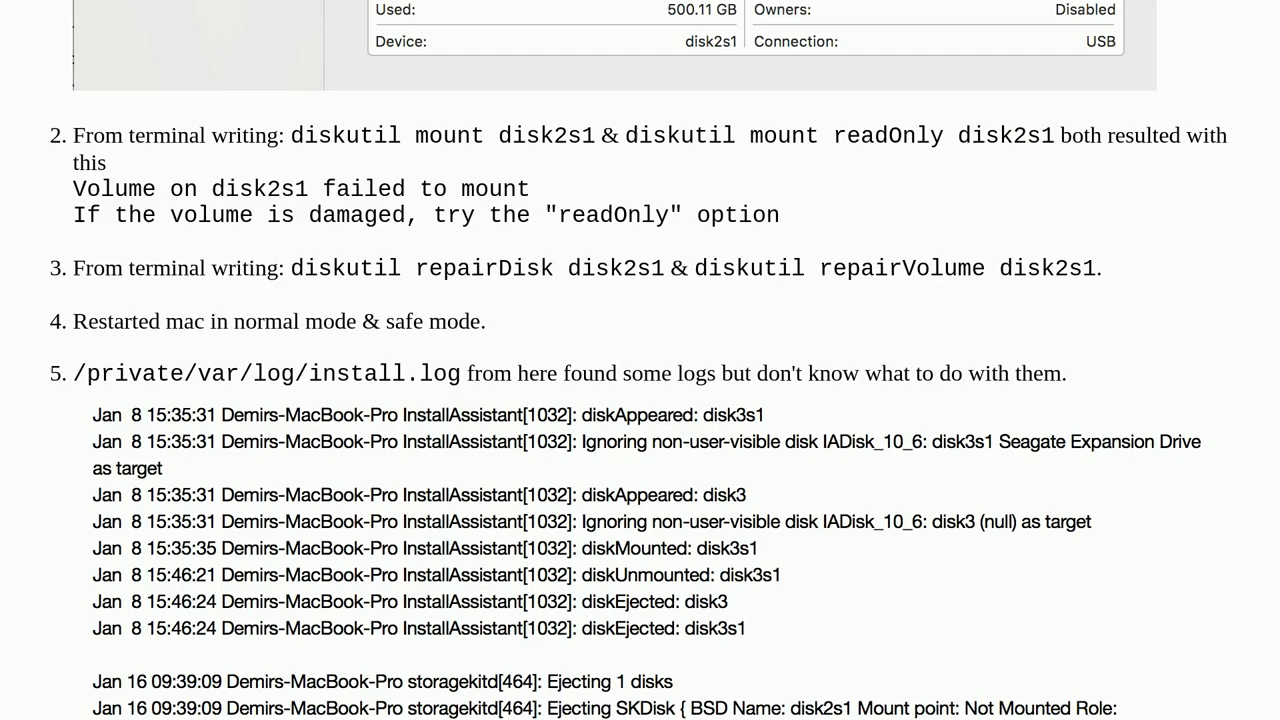 Used: 500.11 GB Owners: Disabled
Device: disk2s1 Connection: USB
2. From terminal writing: diskutil mount disk2s1 & diskutil mount readOnly disk2s1 both resulted with
this
Volume on disk2s1 failed to mount
If the volume is damaged, try the "readOnly" option
3. From terminal writing: diskutil repairDisk disk2s1 & diskutil repairVolume disk2s1.
4. Restarted mac in normal mode & safe mode.
5. /private/var/log/install.log from here found some logs but don't know what to do with them.
Jan 8 15:35:31 Demirs-MacBook-Pro InstallAssistant[1032]: diskAppeared: disk3s1
Jan 8 15:35:31 Demirs-MacBook-Pro InstallAssistant[1032]: Ignoring non-user-visible disk IADisk_10_6: disk3s1 Seagate Expansion Drive
as target
Jan 8 15:35:31 Demirs-MacBook-Pro InstallAssistant[1032]: diskAppeared: disk3
Jan 8 15:35:31 Demirs-MacBook-Pro InstallAssistant[1032]: Ignoring non-user-visible disk IADisk_10_6: disk3 (null) as target
Jan 8 15:35:35 Demirs-MacBook-Pro InstallAssistant[1032]: diskMounted: disk3s1
Jan 8 15:46:21 Demirs-MacBook-Pro InstallAssistant[1032]: diskUnmounted: disk3s1
Jan 8 15:46:24 Demirs-MacBook-Pro InstallAssistant[1032]: diskEjected: disk3
Jan 8 15:46:24 Demirs-MacBook-Pro InstallAssistant[1032]: diskEjected: disk3s1
Jan 16 09:39:09 Demirs-MacBook-Pro storagekitd[464]: Ejecting 1 disks
Jan 16 09:39:09 Demirs-MacBook-Pro storagekitd[464]: Ejecting SKDisk { BSD Name: disk2s1 Mount point: Not Mounted Role: